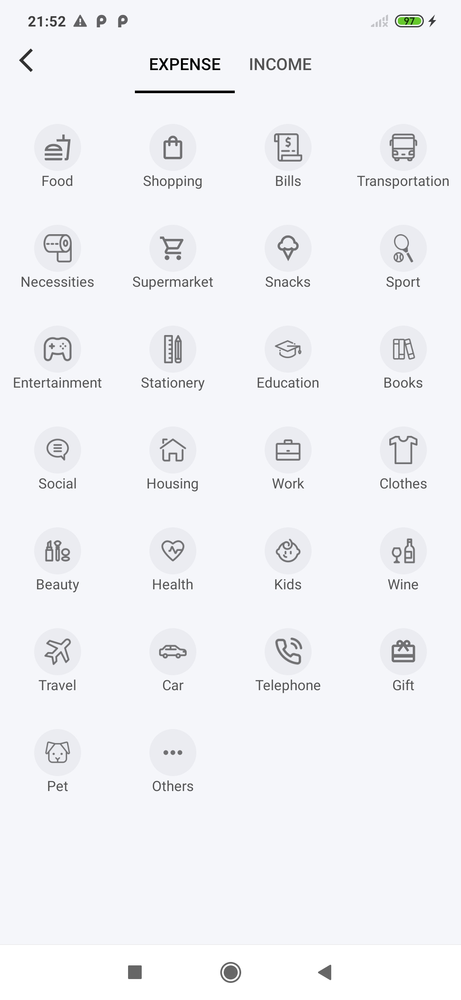 21:52
97
EXPENSE INCOME
Food Shopping Bills Transportation
Necessities Supermarket Snacks Sport
Entertainment Stationery Education Books
Social Housing Work Clothes
Beauty Health Kids Wine
Travel Car Telephone Gift
Pet Others